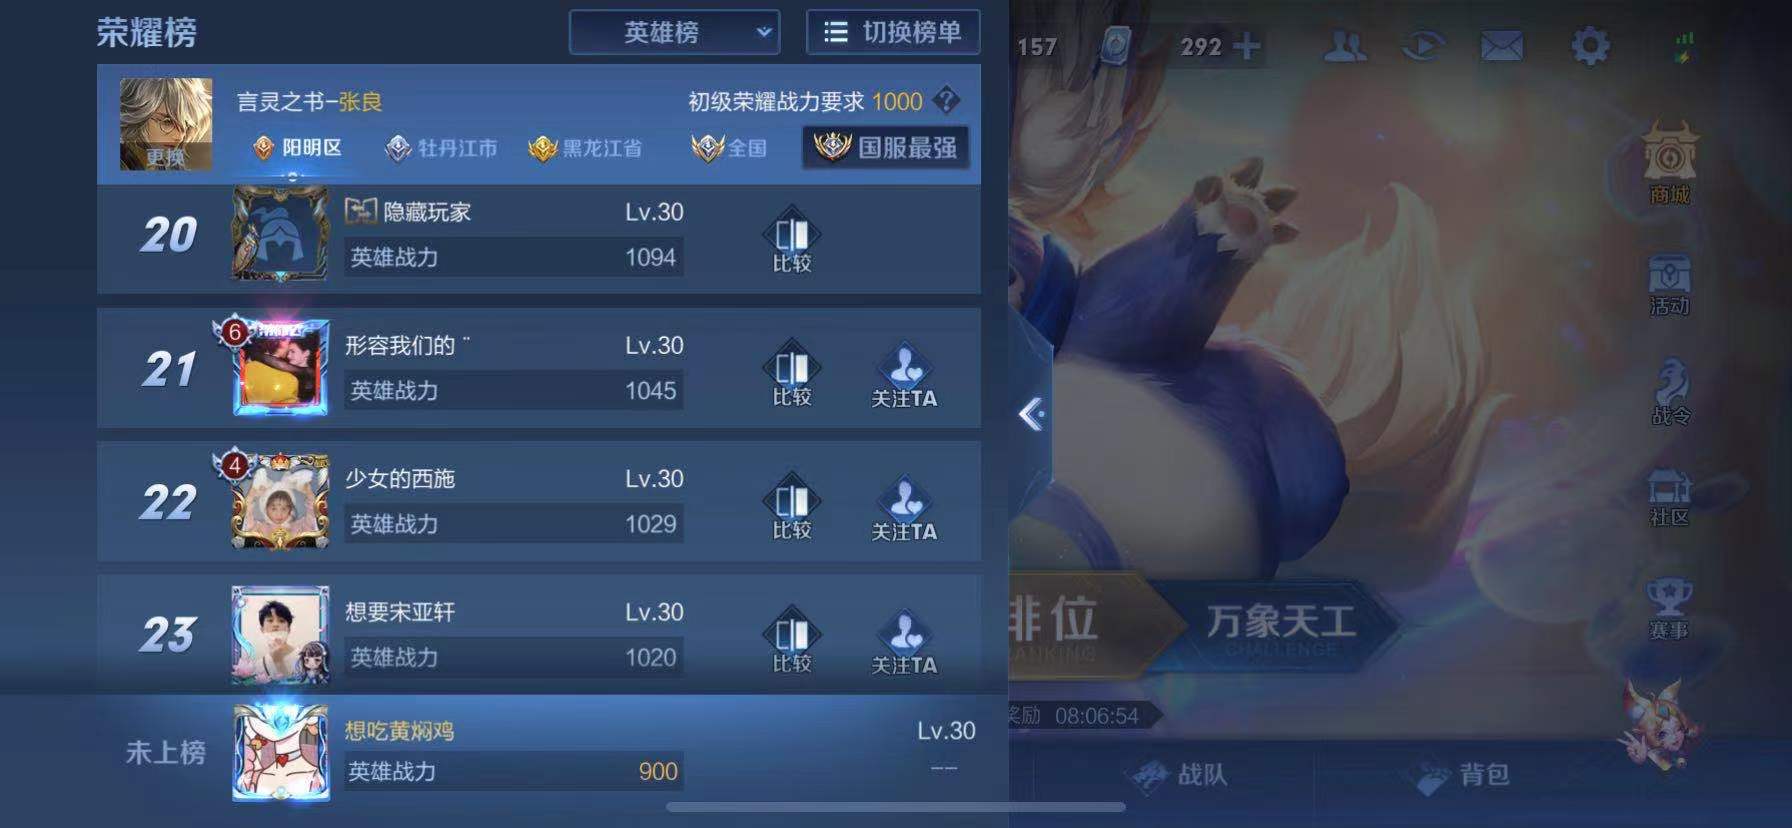 荣耀榜
英雄榜
切换榜单
157
292
言灵之书-张良
初级荣耀战力要求 1000
更换
阳明区
牡丹江市
黑龙江省
全国
国服最强
20
隐藏玩家
Lv.30
英雄战力
1094
比较
21
6
形容我们的 ¨
Lv.30
英雄战力
1045
比较
关注TA
22
4
少女的西施
Lv.30
英雄战力
1029
比较
关注TA
23
想要宋亚轩
Lv.30
英雄战力
1020
比较
关注TA
未上榜
想吃黄焖鸡
Lv.30
英雄战力
900
--
商城
活动
战令
社区
赛事
排位
RANKING
万象天工
CHALLENGE
奖励 08:06:54
战队
背包